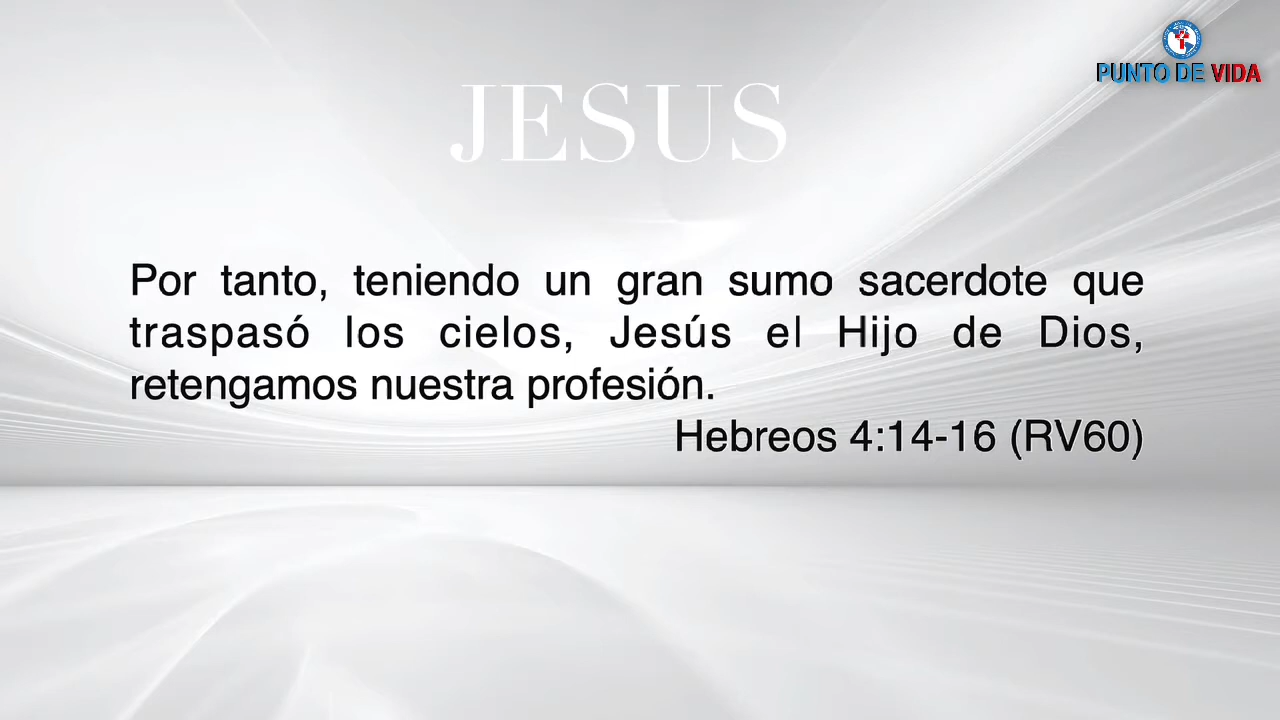 PUNTO DE VIDA
JESUS
Por tanto, teniendo un gran sumo sacerdote que
traspasó los cielos, Jesús el Hijo de Dios,
retengamos nuestra profesión.
Hebreos 4:14-16 (RV60)